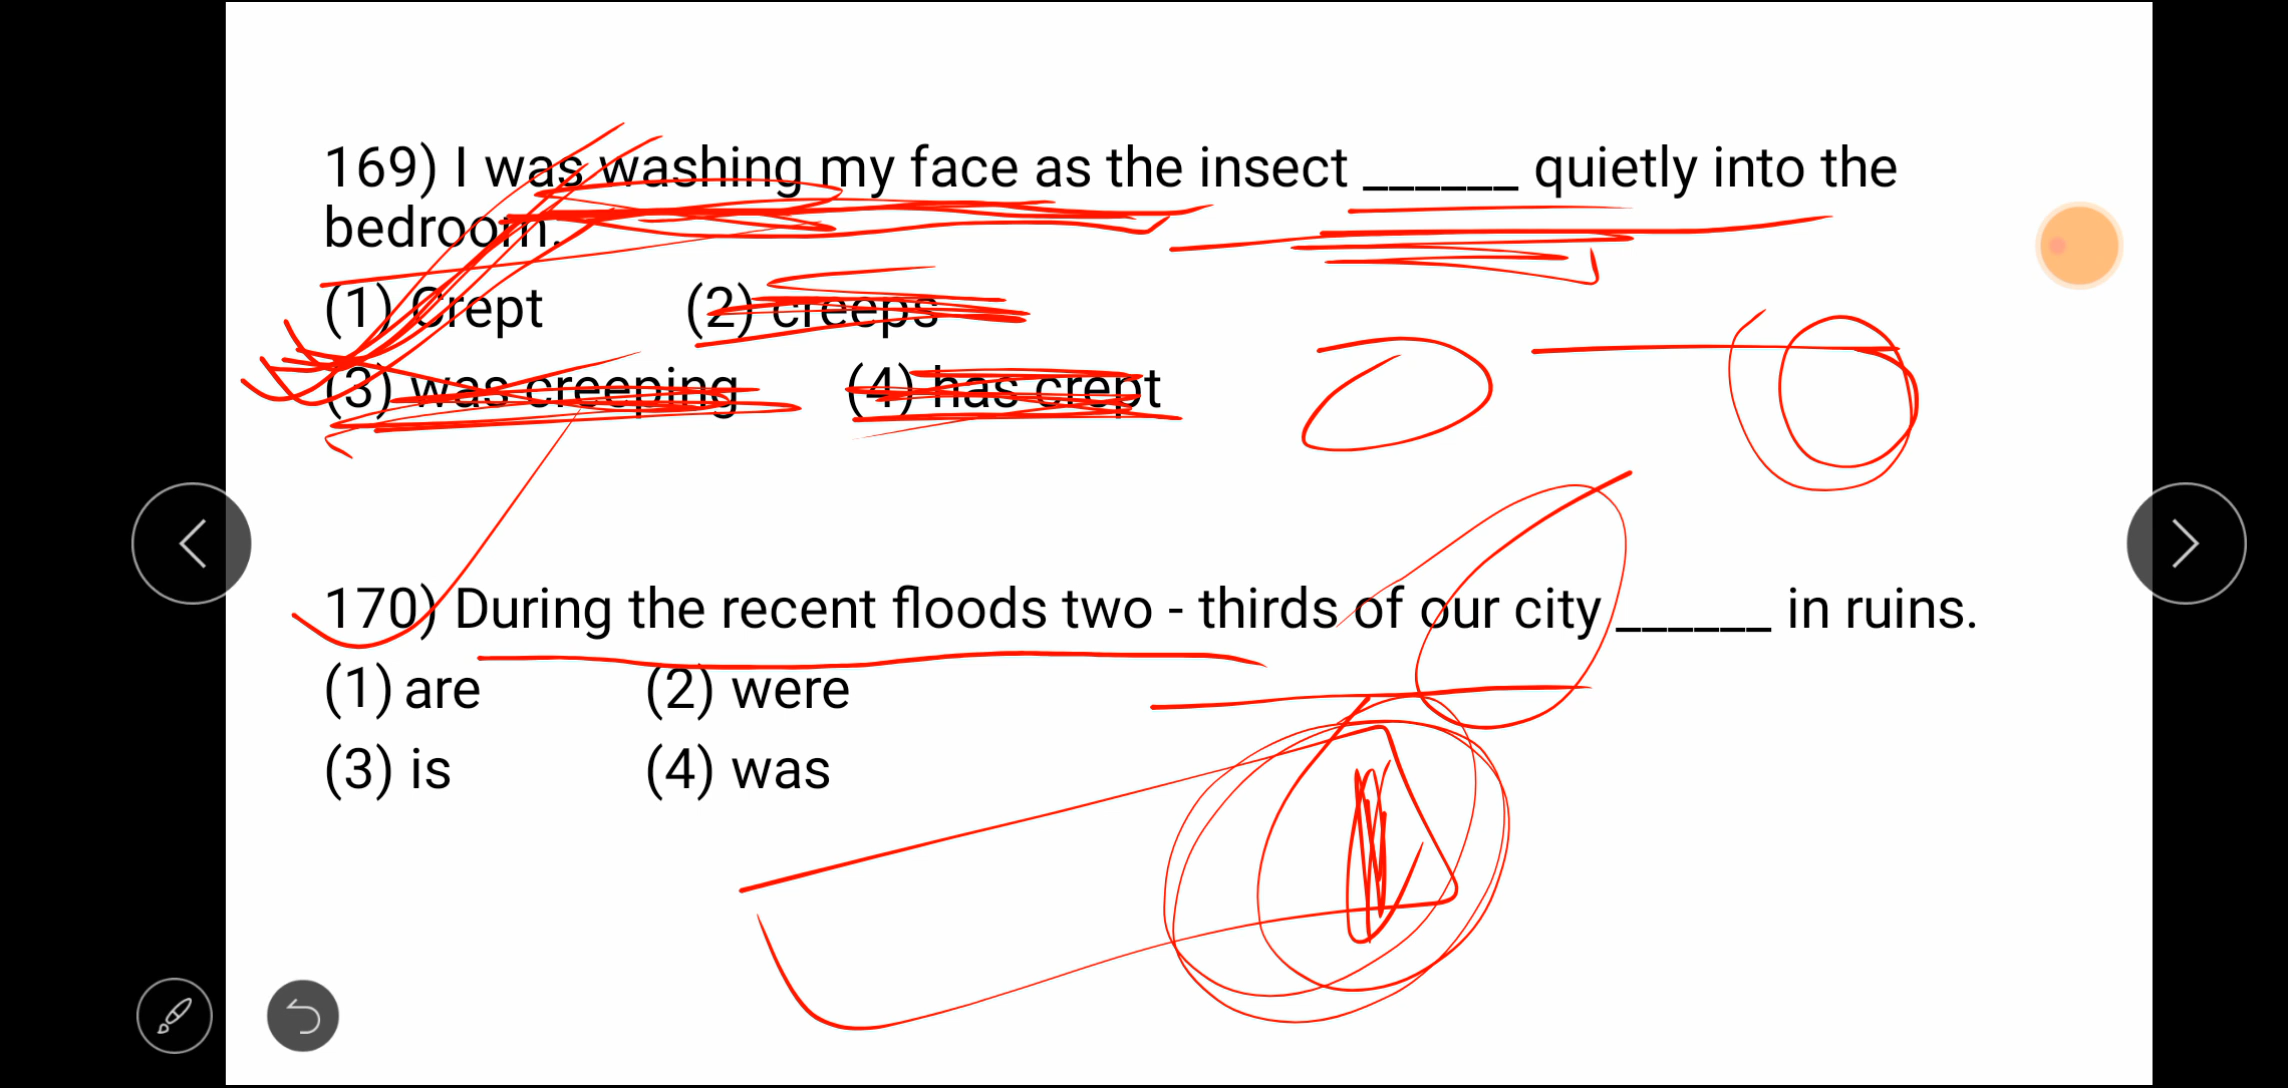 169) I was washing my face as the insect ______ quietly into the
bedroom.
(1) Crept (2) creeps
(3) was creeping (4) has crept
170) During the recent floods two - thirds of our city ______ in ruins.
(1) are (2) were
(3) is (4) was